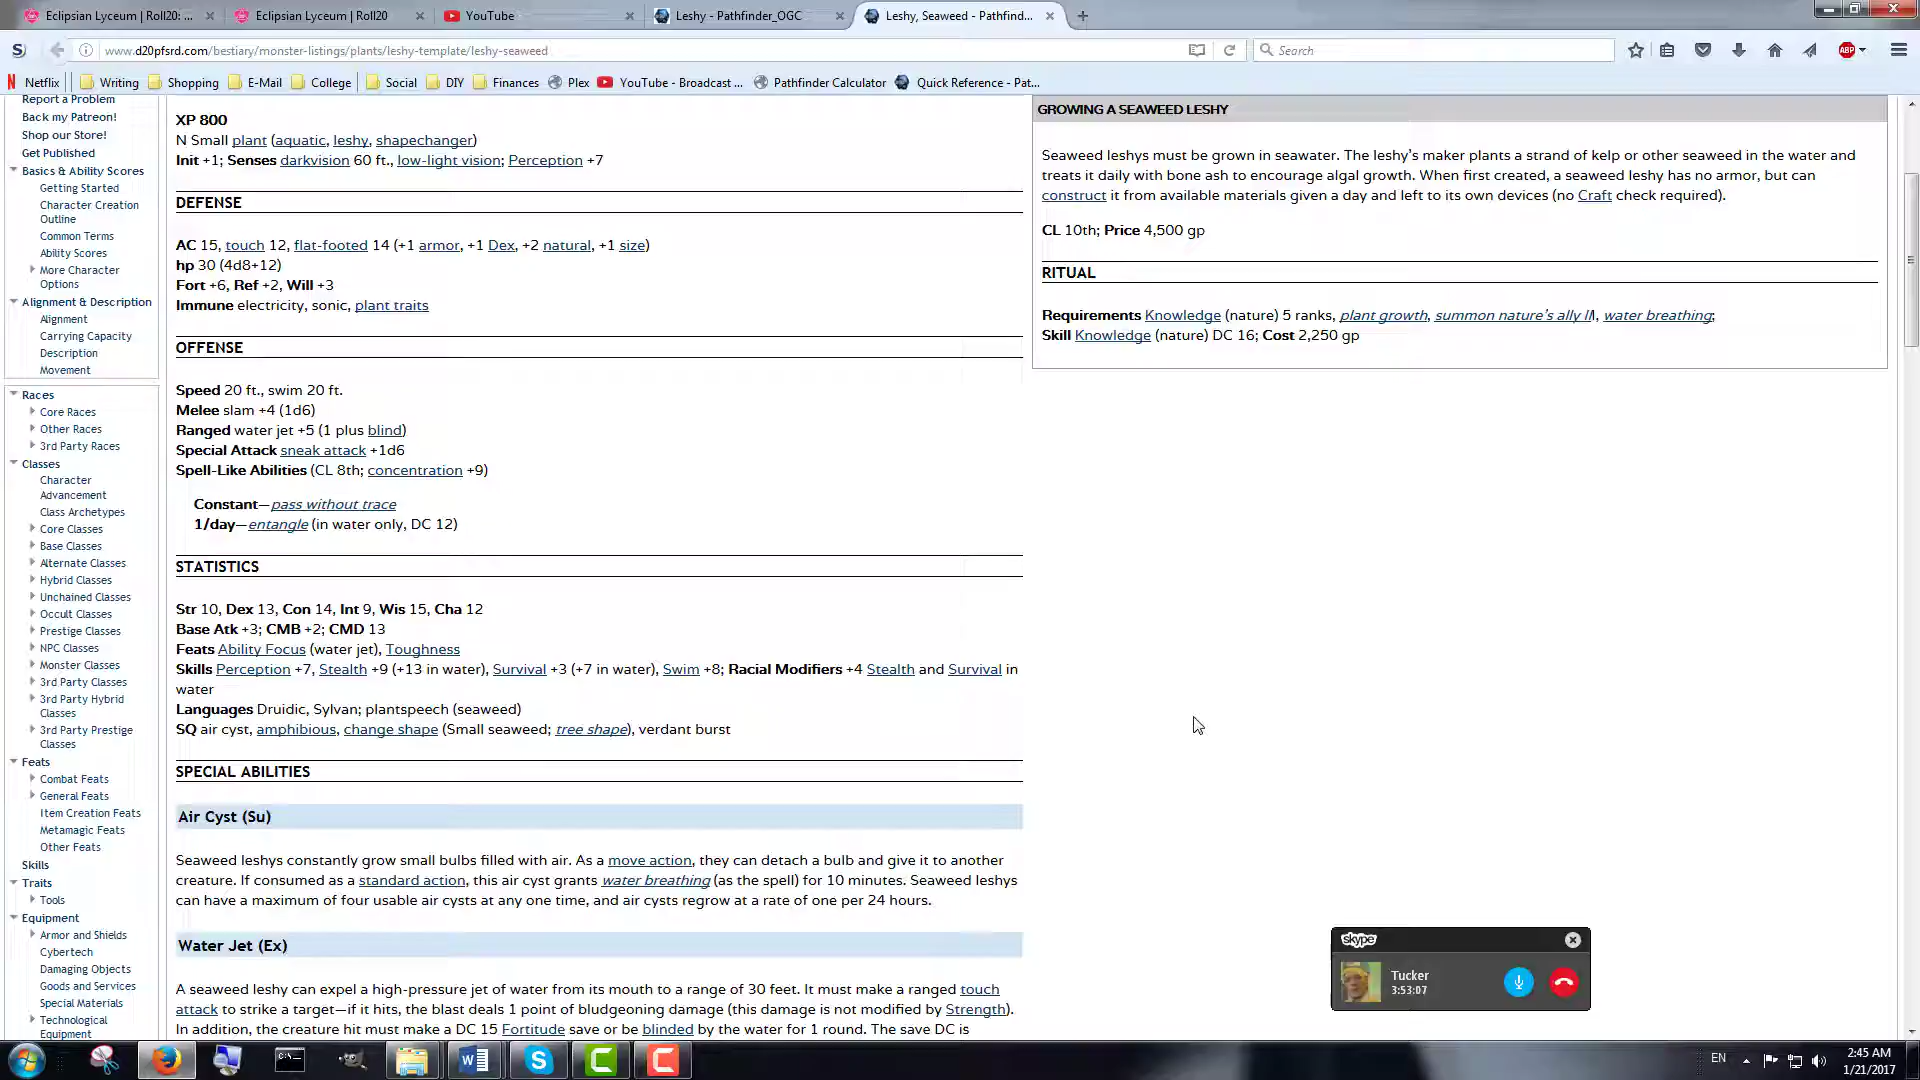 Eclipsian Lyceum | Roll20: ...
Eclipsian Lyceum | Roll20
YouTube
Leshy - Pathfinder_OGC
Leshy, Seaweed - Pathfind...
www.d20pfsrd.com/bestiary/monster-listings/plants/leshy-template/leshy-seaweed
Search
ABP
Netflix
Writing
Shopping
E-Mail
College
Social
DIY
Finances
Plex
YouTube - Broadcast ...
Pathfinder Calculator
Quick Reference - Pat...
Report a Problem
Back my Patreon!
Shop our Store!
Get Published
Basics & Ability Scores
Getting Started
Character Creation
Outline
Common Terms
Ability Scores
More Character
Options
Alignment & Description
Alignment
Carrying Capacity
Description
Movement
Races
Core Races
Other Races
3rd Party Races
Classes
Character
Advancement
Class Archetypes
Core Classes
Base Classes
Alternate Classes
Hybrid Classes
Unchained Classes
Occult Classes
Prestige Classes
NPC Classes
Monster Classes
3rd Party Classes
3rd Party Hybrid
Classes
3rd Party Prestige
Classes
Feats
Combat Feats
General Feats
Item Creation Feats
Metamagic Feats
Other Feats
Skills
Traits
Tools
Equipment
Armor and Shields
Cybertech
Damaging Objects
Goods and Services
Special Materials
Technological
Equipment
XP 800
N Small plant (aquatic, leshy, shapechanger)
Init +1; Senses darkvision 60 ft., low-light vision; Perception +7
DEFENSE
AC 15, touch 12, flat-footed 14 (+1 armor, +1 Dex, +2 natural, +1 size)
hp 30 (4d8+12)
Fort +6, Ref +2, Will +3
Immune electricity, sonic, plant traits
OFFENSE
Speed 20 ft., swim 20 ft.
Melee slam +4 (1d6)
Ranged water jet +5 (1 plus blind)
Special Attack sneak attack +1d6
Spell-Like Abilities (CL 8th; concentration +9)
Constant—pass without trace
1/day—entangle (in water only, DC 12)
STATISTICS
Str 10, Dex 13, Con 14, Int 9, Wis 15, Cha 12
Base Atk +3; CMB +2; CMD 13
Feats Ability Focus (water jet), Toughness
Skills Perception +7, Stealth +9 (+13 in water), Survival +3 (+7 in water), Swim +8; Racial Modifiers +4 Stealth and Survival in
water
Languages Druidic, Sylvan; plantspeech (seaweed)
SQ air cyst, amphibious, change shape (Small seaweed; tree shape), verdant burst
SPECIAL ABILITIES
Air Cyst (Su)
Seaweed leshys constantly grow small bulbs filled with air. As a move action, they can detach a bulb and give it to another
creature. If consumed as a standard action, this air cyst grants water breathing (as the spell) for 10 minutes. Seaweed leshys
can have a maximum of four usable air cysts at any one time, and air cysts regrow at a rate of one per 24 hours.
Water Jet (Ex)
A seaweed leshy can expel a high-pressure jet of water from its mouth to a range of 30 feet. It must make a ranged touch
attack to strike a target—if it hits, the blast deals 1 point of bludgeoning damage (this damage is not modified by Strength).
In addition, the creature hit must make a DC 15 Fortitude save or be blinded by the water for 1 round. The save DC is
GROWING A SEAWEED LESHY
Seaweed leshys must be grown in seawater. The leshy's maker plants a strand of kelp or other seaweed in the water and
treats it daily with bone ash to encourage algal growth. When first created, a seaweed leshy has no armor, but can
construct it from available materials given a day and left to its own devices (no Craft check required).
CL 10th; Price 4,500 gp
RITUAL
Requirements Knowledge (nature) 5 ranks, plant growth, summon nature's ally II, water breathing;
Skill Knowledge (nature) DC 16; Cost 2,250 gp
skype
Tucker
3:53:07
EN
2:45 AM
1/21/2017